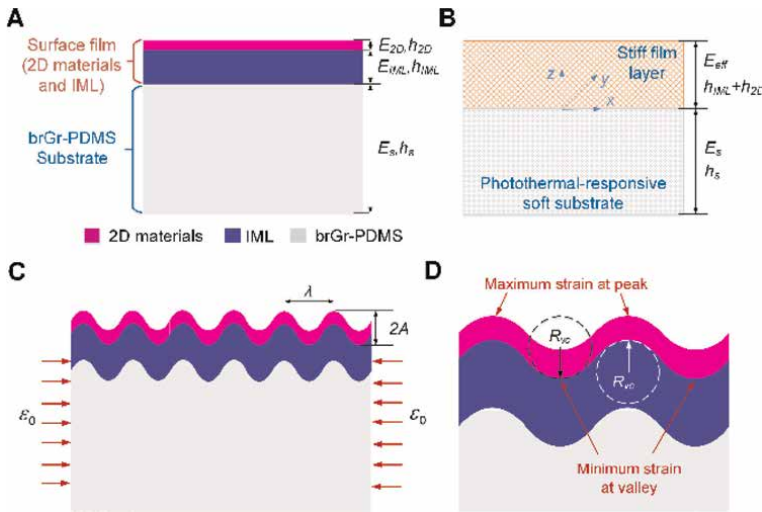 A
Surface film
(2D materials
and IML)
E2D,h2D
EIML,hIML
brGr-PDMS
Substrate
Es,hs
2D materials
IML
brGr-PDMS
B
Stiff film
layer
z
y
x
Eeff
hIML+h2D
Es
hs
Photothermal-responsive
soft substrate
C
λ
2A
ε0
ε0
D
Maximum strain at peak
Rvc
Rvc
Minimum strain
at valley